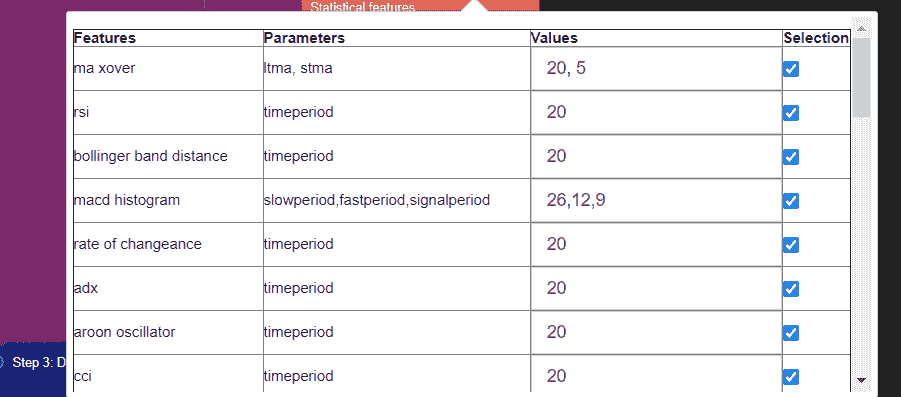 Statistical features
Features Parameters Values Selection
ma xover ltma, stma 20, 5
rsi timeperiod 20
bollinger band distance timeperiod 20
macd histogram slowperiod,fastperiod,signalperiod 26,12,9
rate of changeance timeperiod 20
adx timeperiod 20
aroon oscillator timeperiod 20
Step 3: D
cci timeperiod 20